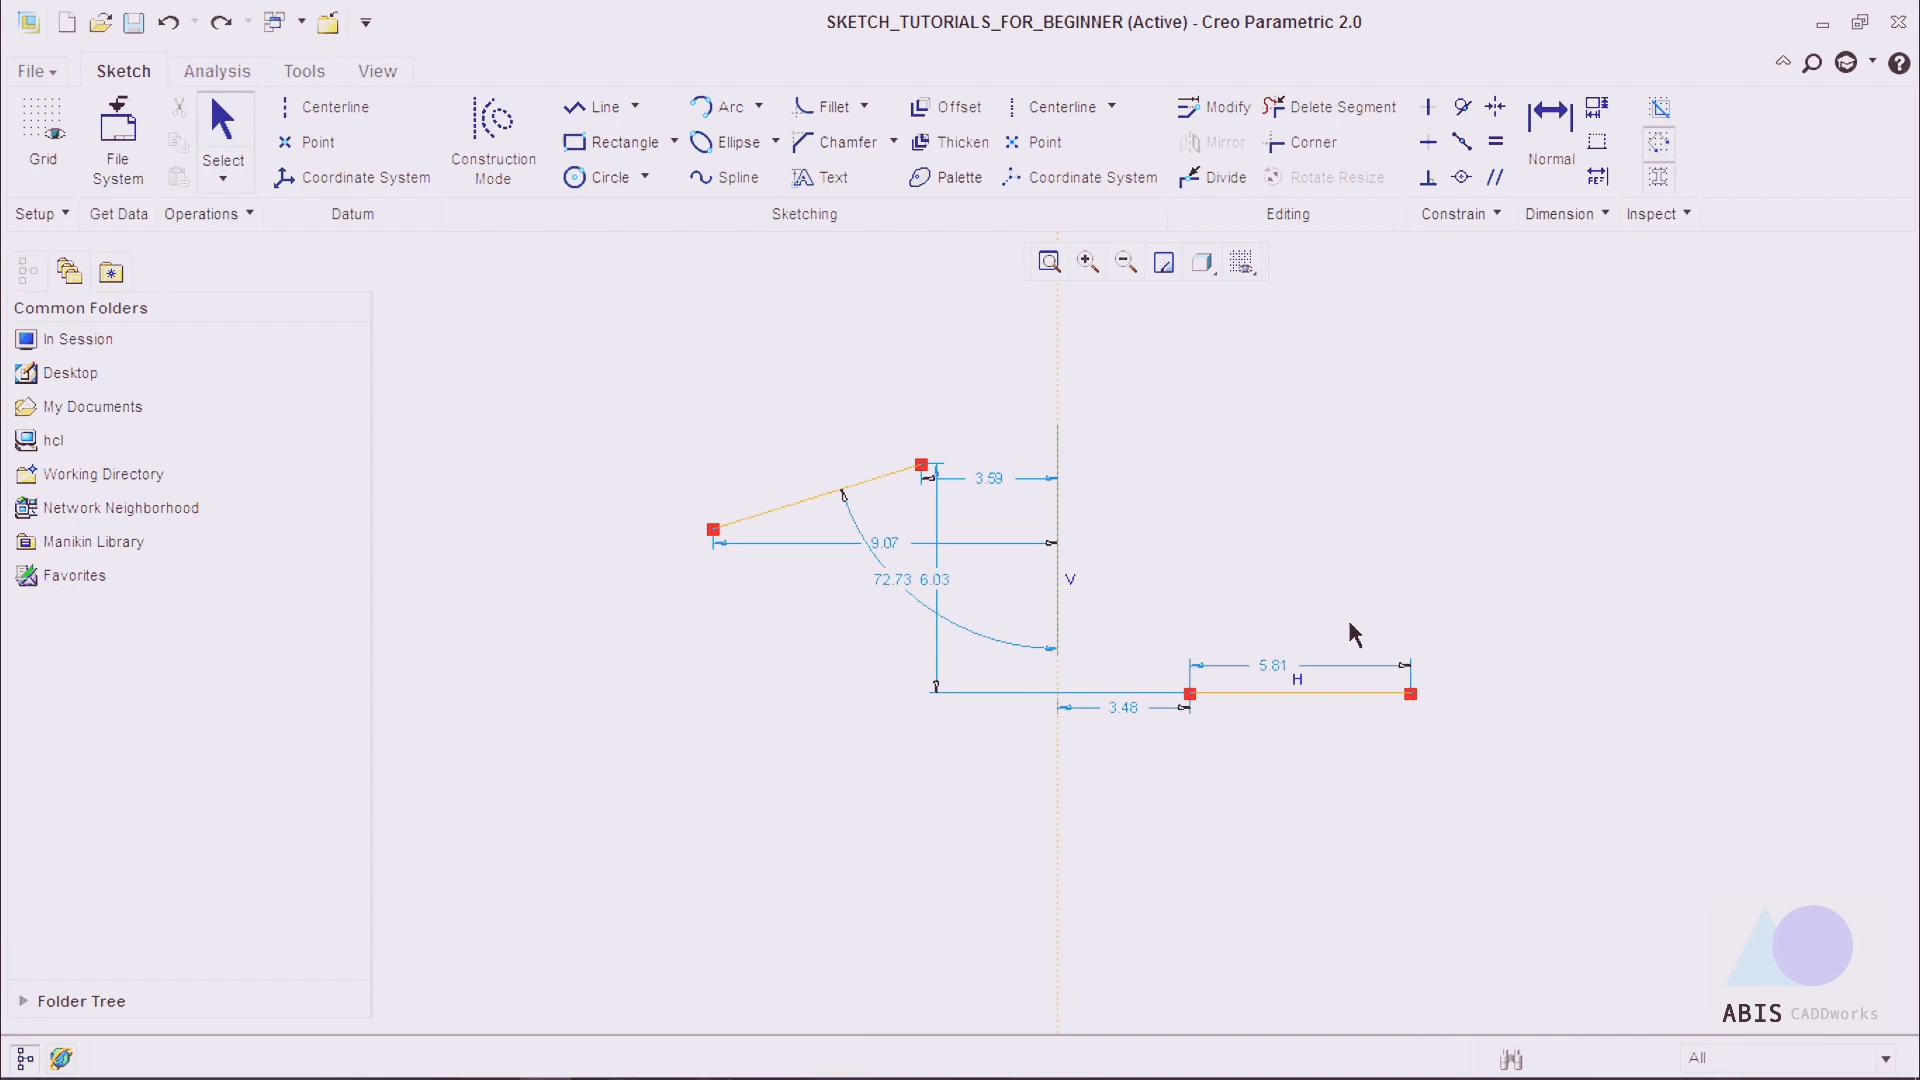 SKETCH_TUTORIALS_FOR_BEGINNER (Active) - Creo Parametric 2.0
File Sketch Analysis Tools View
Grid
File System
Select
Centerline
Point
Coordinate System
Construction Mode
Line Arc Fillet Offset Centerline
Rectangle Ellipse Chamfer Thicken Point
Circle Spline Text Palette Coordinate System
Modify Delete Segment
Mirror Corner
Divide Rotate Resize
Normal
Setup Get Data Operations Datum Sketching Editing Constrain Dimension Inspect
Common Folders
In Session
Desktop
My Documents
hcl
Working Directory
Network Neighborhood
Manikin Library
Favorites
Folder Tree
3.59
9.07
72.73 6.03
V
5.81
H
3.48
ABIS CADDworks
All